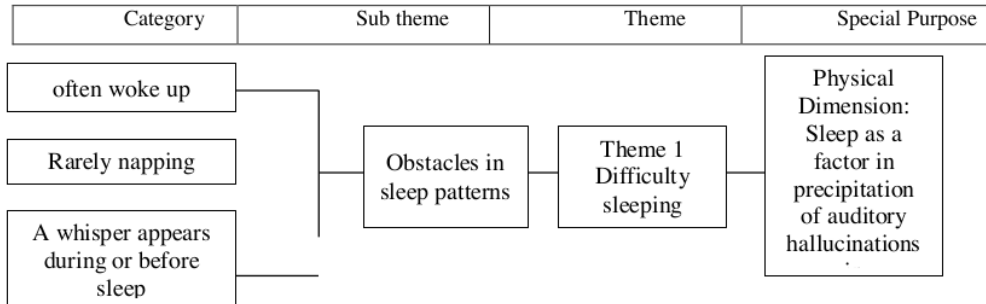 Category Sub theme Theme Special Purpose
often woke up
Rarely napping
A whisper appears
during or before
sleep
Obstacles in
sleep patterns
Theme 1
Difficulty
sleeping
Physical
Dimension:
Sleep as a
factor in
precipitation
of auditory
hallucinations